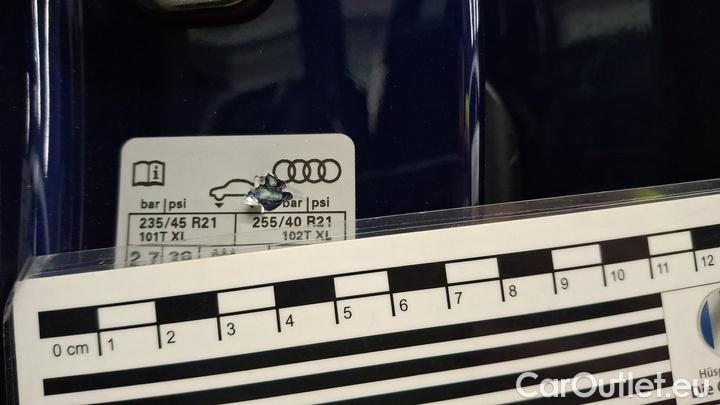 bar | psi bar | psi
235/45 R21 255/40 R21
101T XL 102T XL
0 cm 1 2 3 4 5 6 7 8 9 10 11 12
CarOutlet.eu